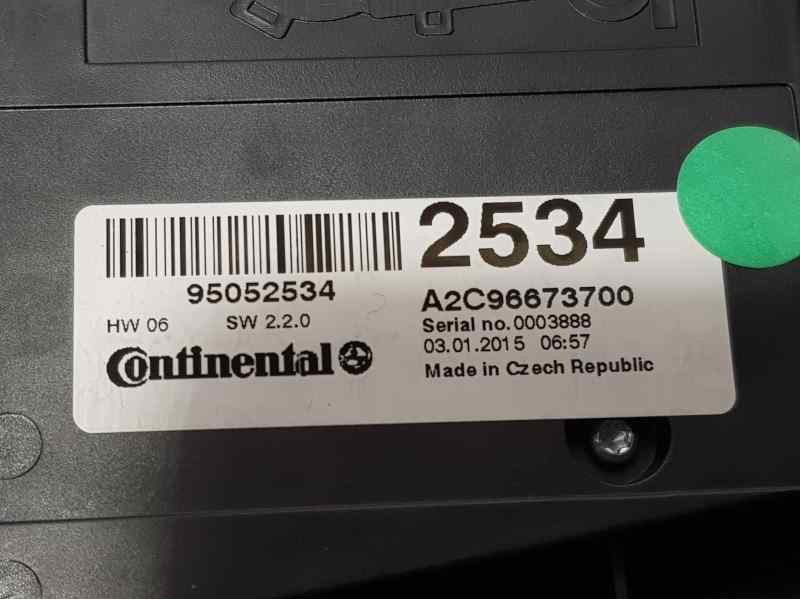 2534
95052534
A2C96673700
HW 06 SW 2.2.0
Serial no.0003888
03.01.2015 06:57
Continental
Made in Czech Republic